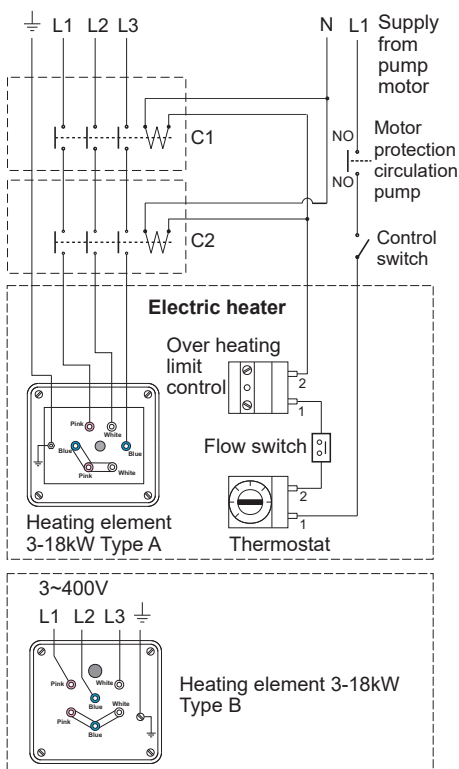 L1 L2 L3
N L1 Supply
from
pump
motor
C1
NO
NO
Motor
protection
circulation
pump
C2
Control
switch
Electric heater
Over heating
limit
control
2
1
Flow switch
2
1
Thermostat
Pink White
Blue Blue
Pink White
Heating element
3-18kW Type A
3~400V
L1 L2 L3
Pink White
Blue
Pink White
Blue
Heating element 3-18kW
Type B